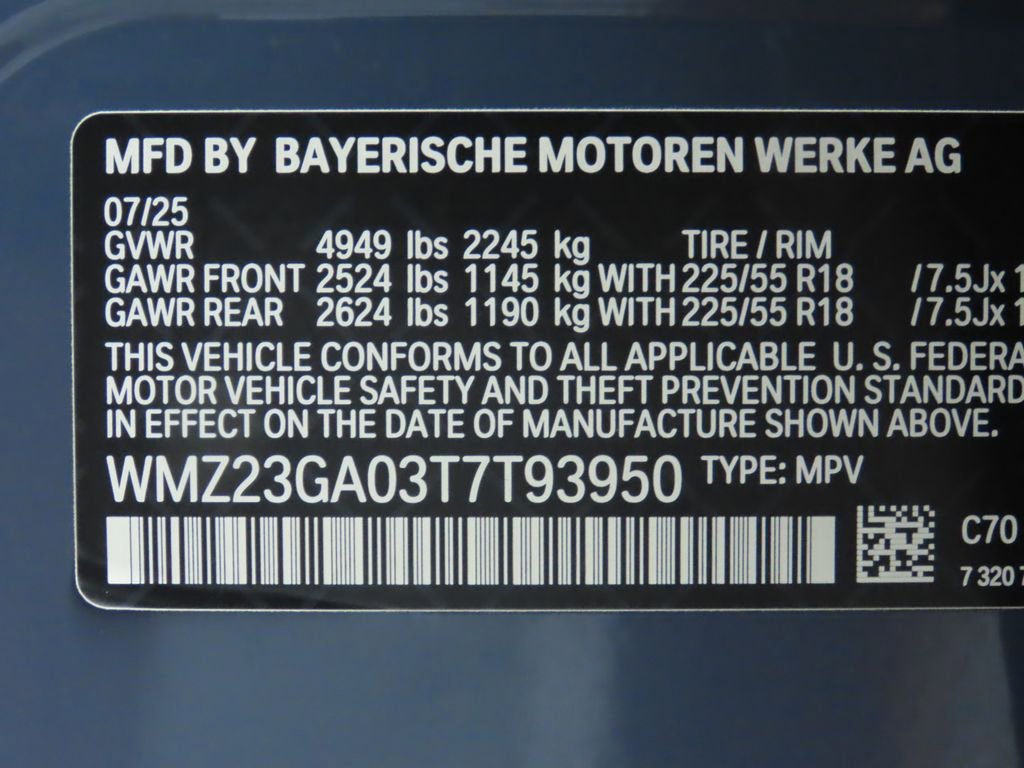 MFD BY BAYERISCHE MOTOREN WERKE AG
07/25
GVWR 4949 lbs 2245 kg TIRE / RIM
GAWR FRONT 2524 lbs 1145 kg WITH 225/55 R18 /7.5Jx 1
GAWR REAR 2624 lbs 1190 kg WITH 225/55 R18 /7.5Jx 1
THIS VEHICLE CONFORMS TO ALL APPLICABLE U. S. FEDERA
MOTOR VEHICLE SAFETY AND THEFT PREVENTION STANDARD
IN EFFECT ON THE DATE OF MANUFACTURE SHOWN ABOVE.
WMZ23GA03T7T93950 TYPE: MPV
C70
7 320 7